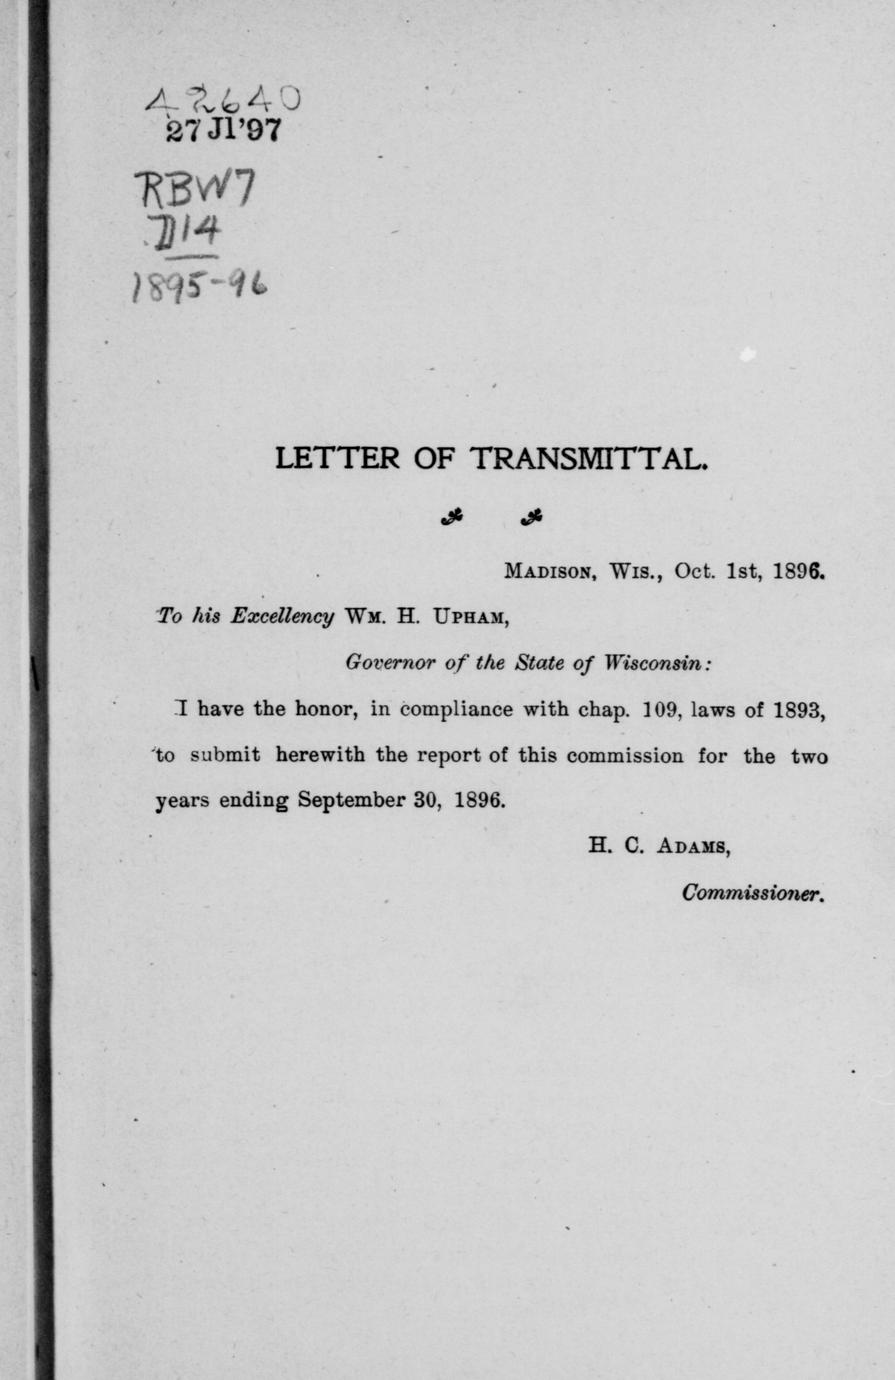 42640
27 Jl'97
RBW7
D14
1895-96
LETTER OF TRANSMITTAL.
MADISON, WIS., Oct. 1st, 1896.
To his Excellency WM. H. UPHAM,
Governor of the State of Wisconsin:
I have the honor, in compliance with chap. 109, laws of 1893,
to submit herewith the report of this commission for the two
years ending September 30, 1896.
H. C. ADAMS,
Commissioner.